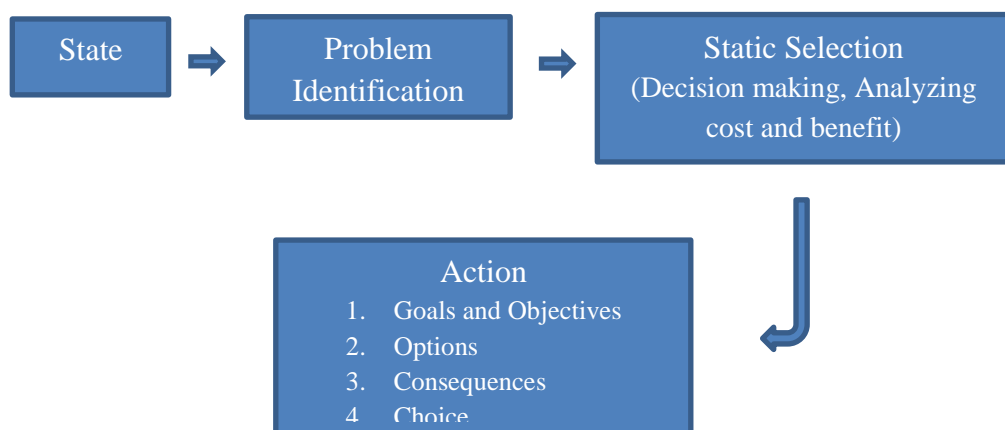 State
Problem
Identification
Static Selection
(Decision making, Analyzing
cost and benefit)
Action
1. Goals and Objectives
2. Options
3. Consequences
4 Choice